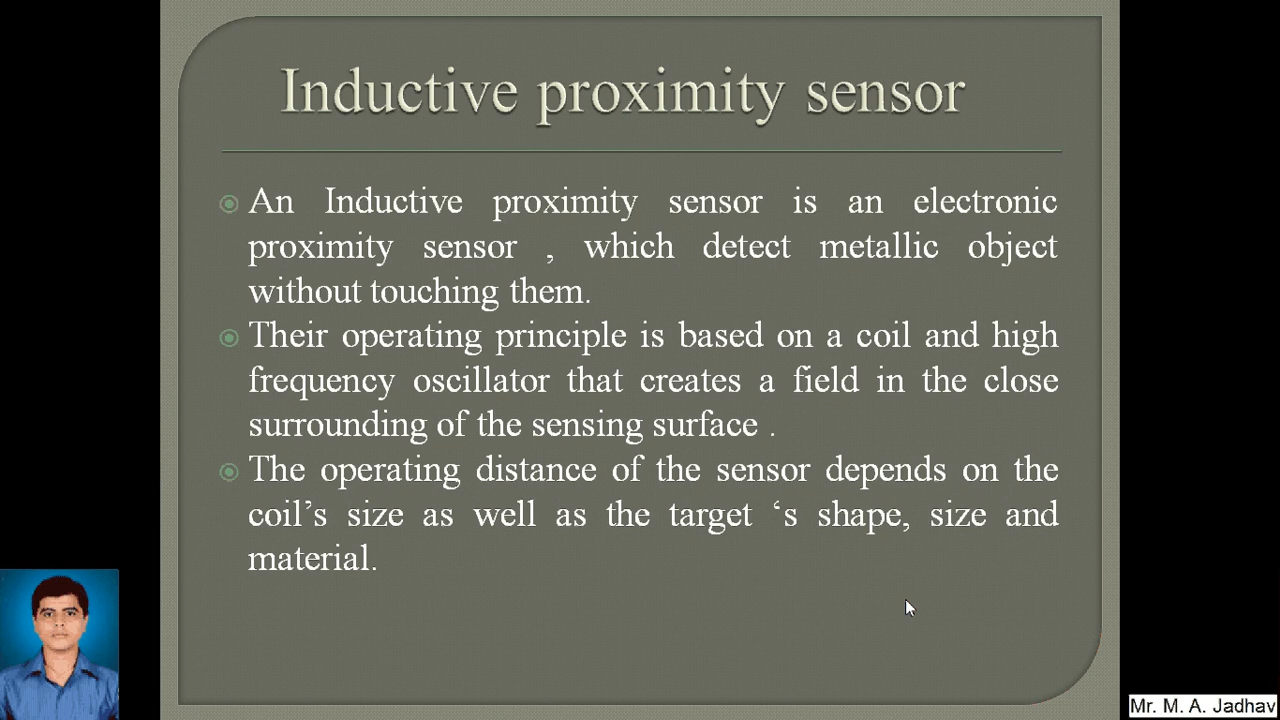 Inductive proximity sensor
An Inductive proximity sensor is an electronic
proximity sensor , which detect metallic object
without touching them.
Their operating principle is based on a coil and high
frequency oscillator that creates a field in the close
surrounding of the sensing surface .
The operating distance of the sensor depends on the
coil’s size as well as the target ‘s shape, size and
material.
Mr. M. A. Jadhav